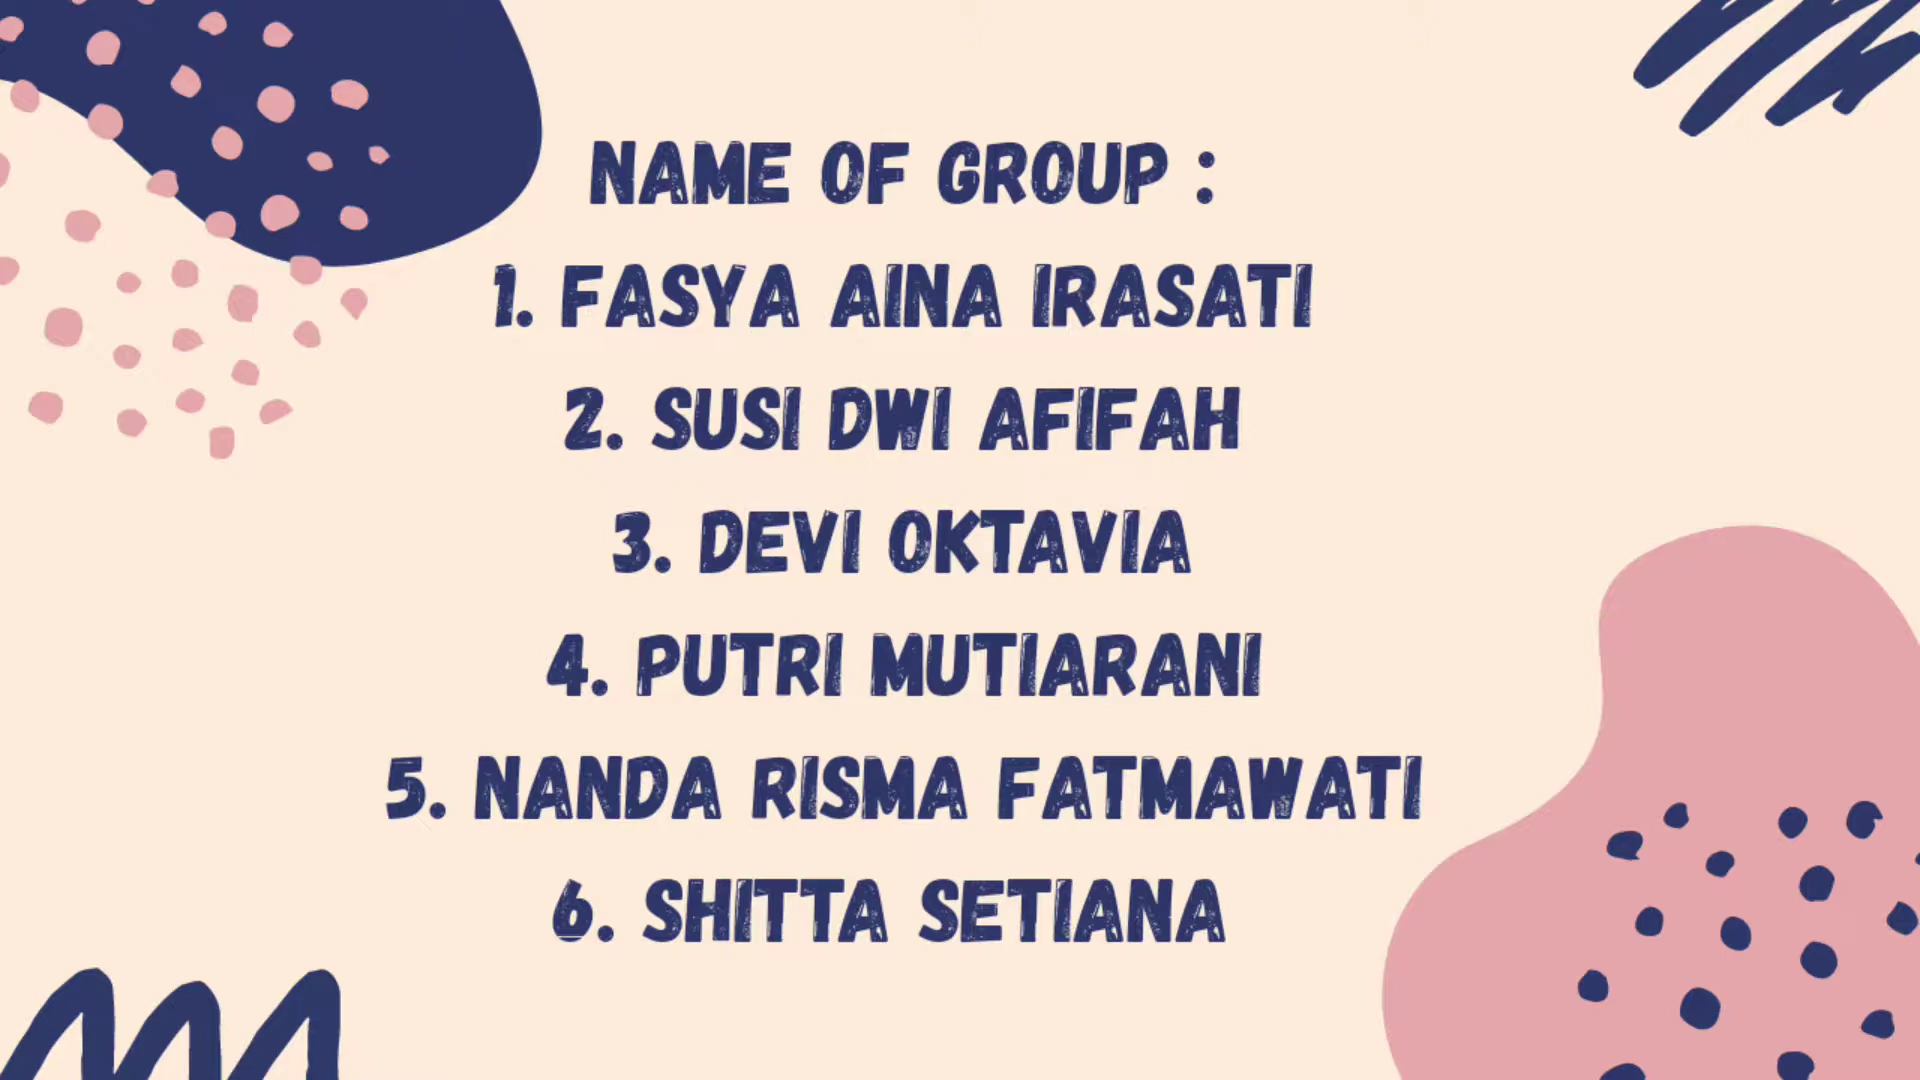 NAME OF GROUP :
1. FASYA AINA IRASATI
2. SUSI DWI AFIFAH
3. DEVI OKTAVIA
4. PUTRI MUTIARANI
5. NANDA RISMA FATMAWATI
6. SHITTA SETIANA